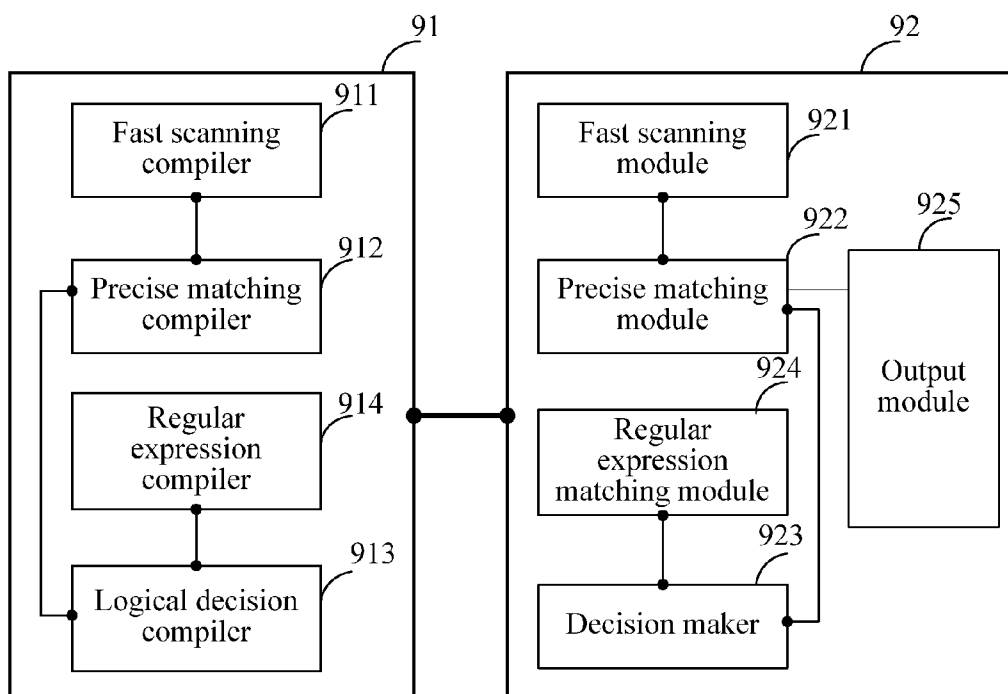 91
92
911
Fast scanning
compiler
912
Precise matching
compiler
914
Regular
expression
compiler
913
Logical decision
compiler
921
Fast scanning
module
922
Precise matching
module
925
Output
module
924
Regular
expression
matching module
923
Decision maker